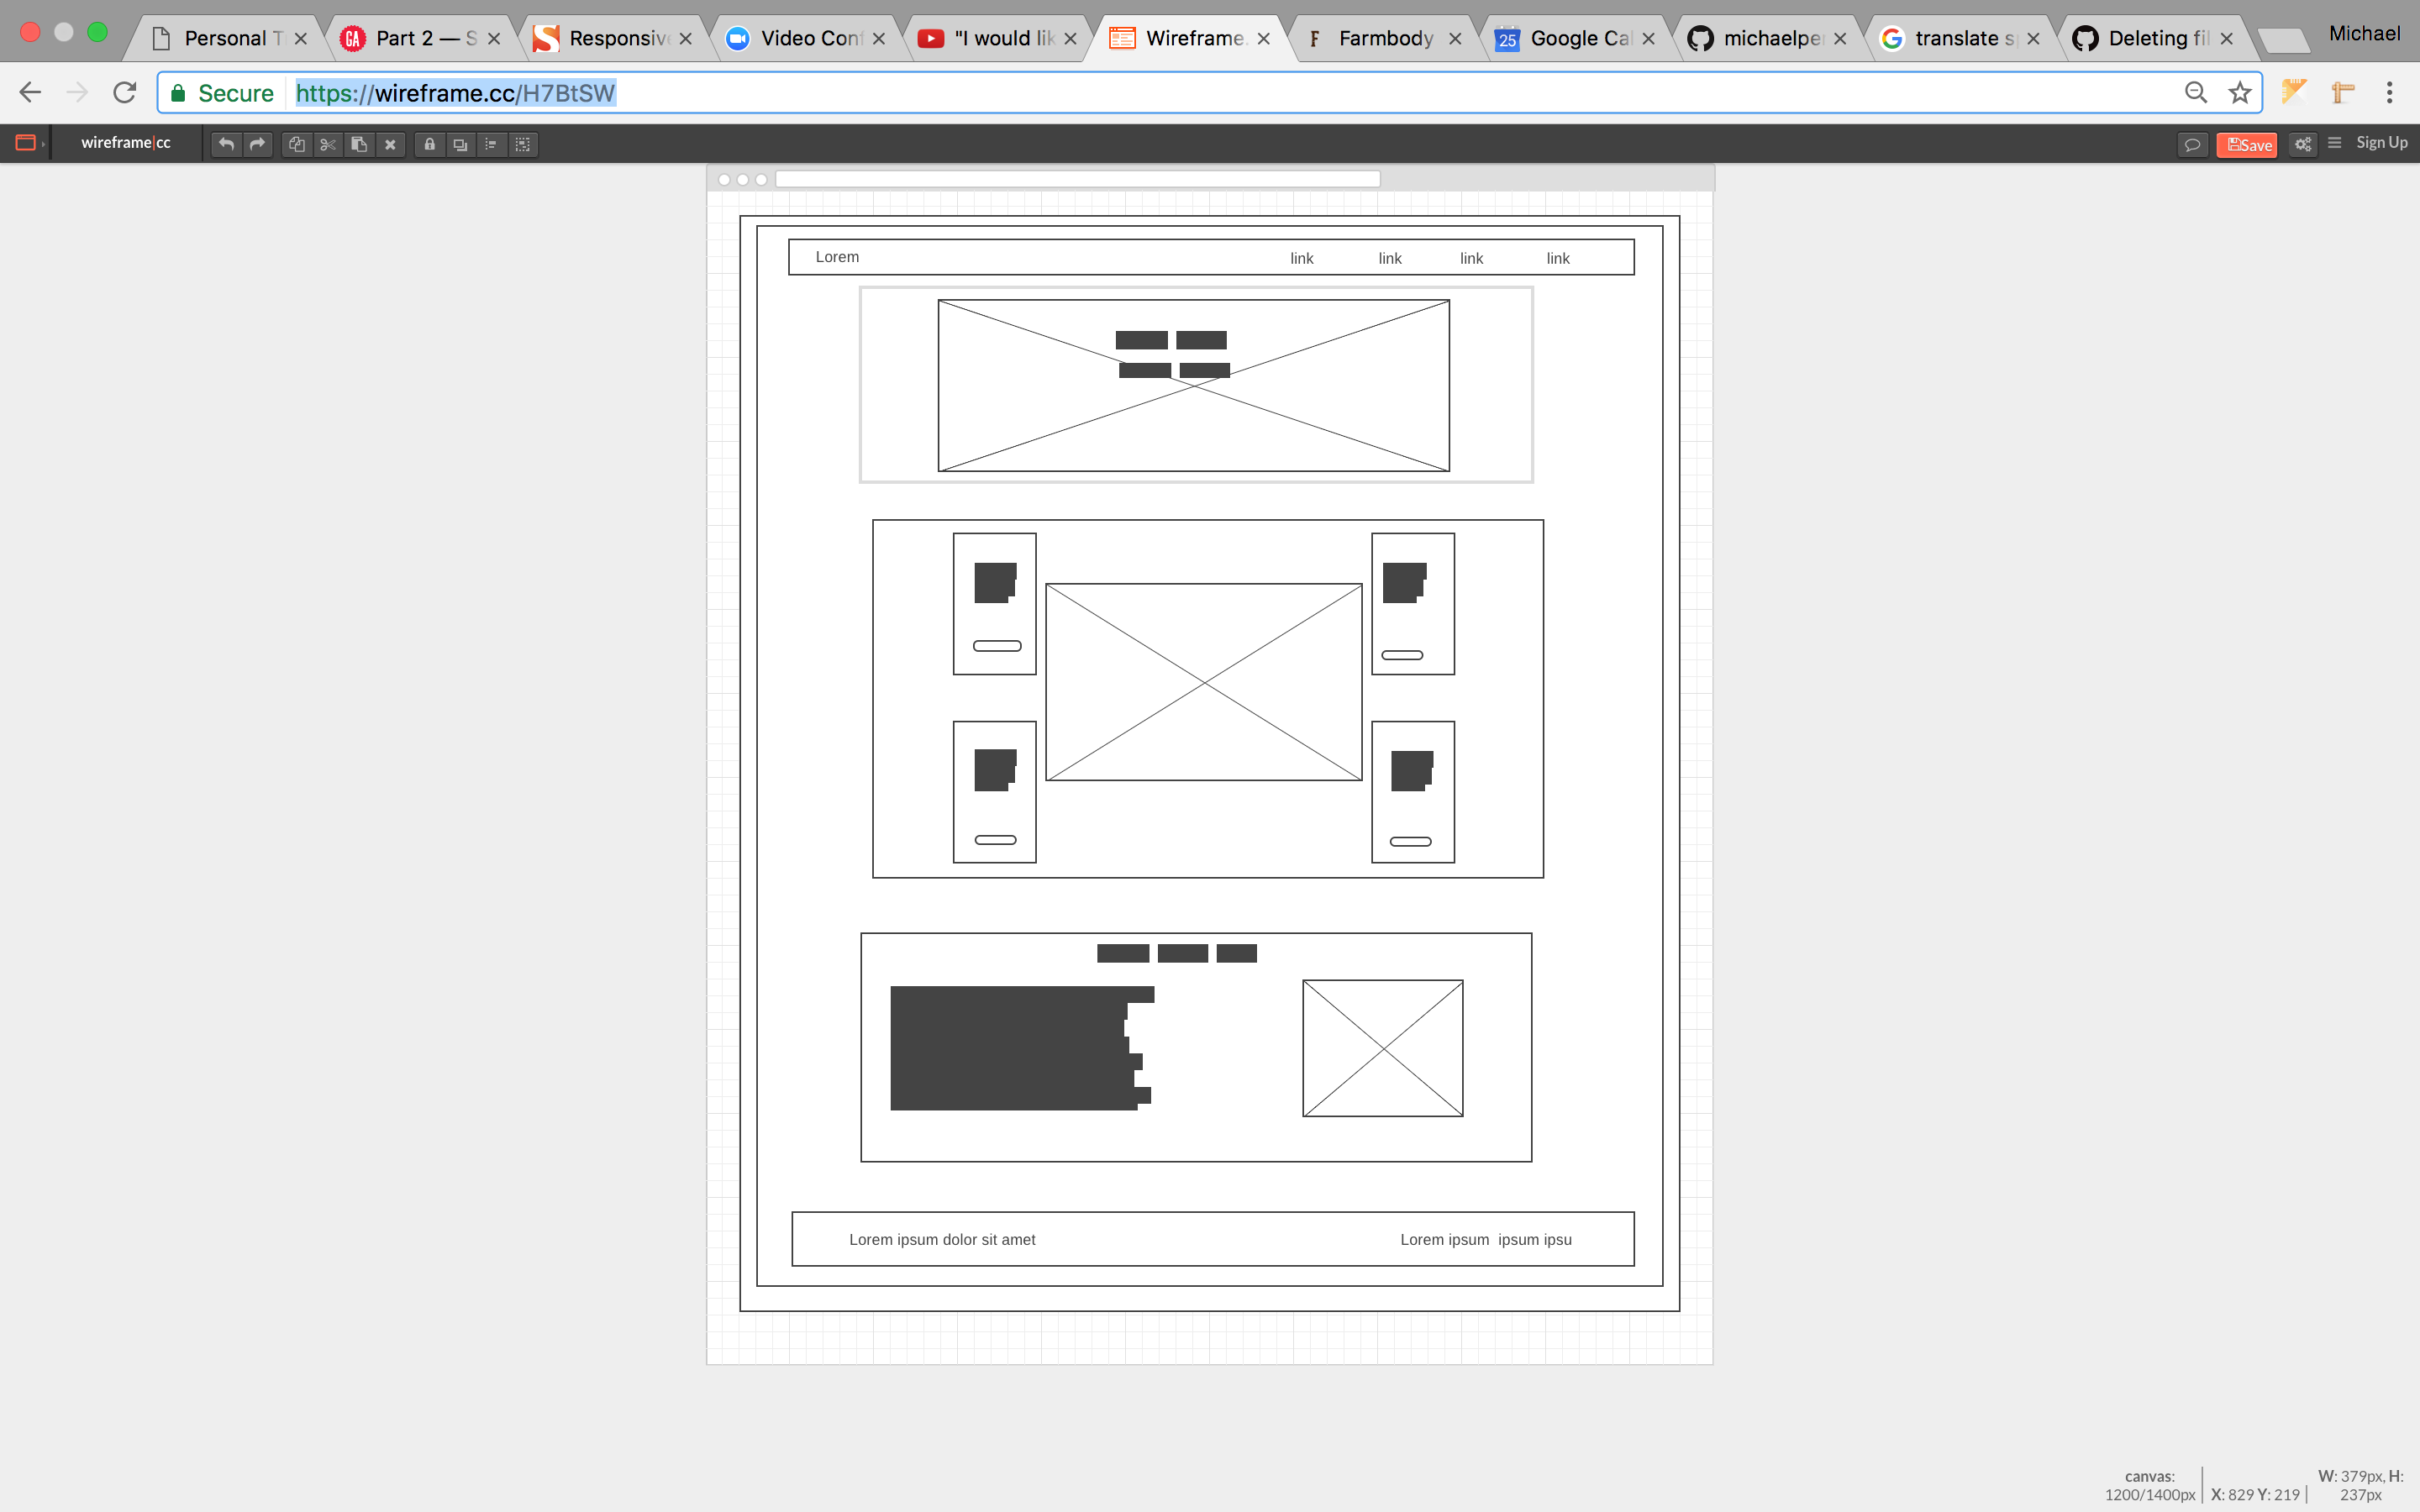 Personal T
GA Part 2 — S
Responsive
Video Conf
"I would lik
Wireframe.
F Farmbody
25 Google Cal
michaelpe
translate s
Deleting fil
Michael
Secure https://wireframe.cc/H7BtSW
wireframe|cc
Save
Sign Up
Lorem link link link link
Lorem ipsum dolor sit amet Lorem ipsum ipsum ipsu
canvas: 1200/1400px
X: 829 Y: 219
W: 379px, H: 237px